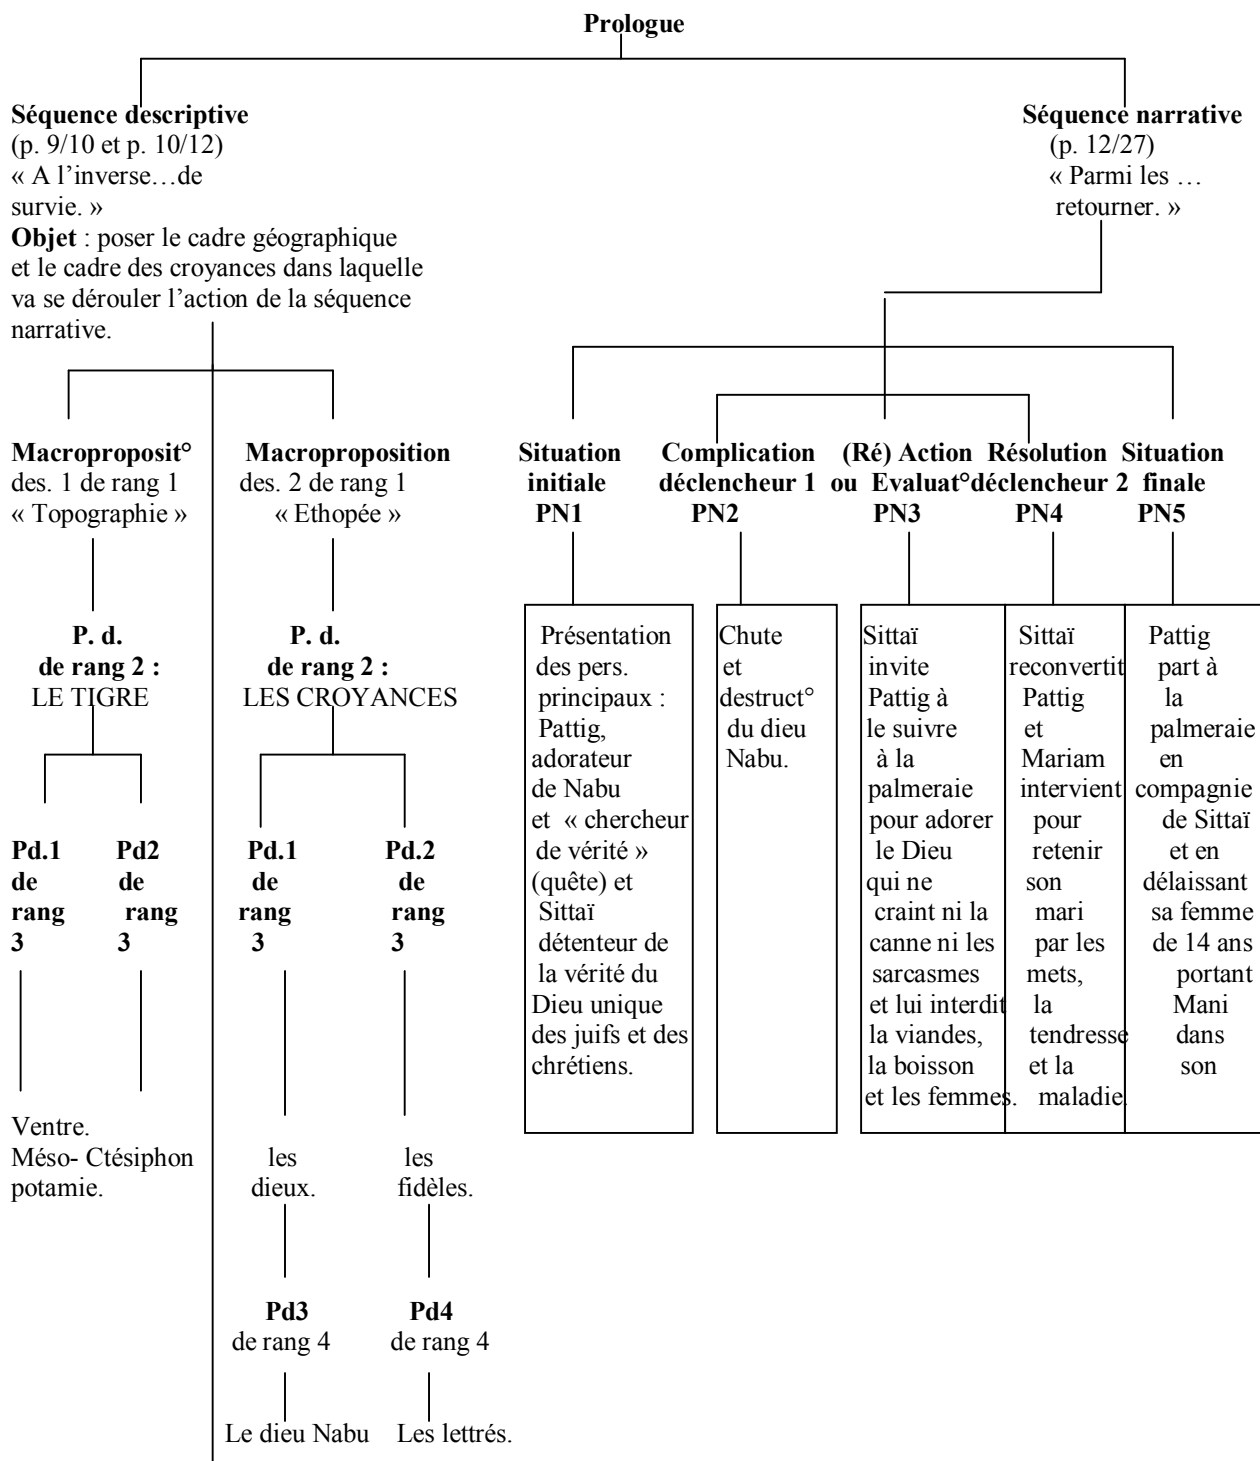 Prologue
Séquence descriptive
(p. 9/10 et p. 10/12)
« A l’inverse…de
survie. »
Objet : poser le cadre géographique
et le cadre des croyances dans laquelle
va se dérouler l’action de la séquence
narrative.
Séquence narrative
(p. 12/27)
« Parmi les …
retourner. »
Macroproposit°
des. 1 de rang 1
« Topographie »
Macroproposition
des. 2 de rang 1
« Ethopée »
Situation
initiale
PN1
Complication
déclencheur 1
PN2
(Ré) Action
ou Evaluat°
PN3
Résolution
déclencheur 2
PN4
Situation
finale
PN5
P. d.
de rang 2 :
LE TIGRE
P. d.
de rang 2 :
LES CROYANCES
Pd.1
de
rang
3
Pd2
de
rang
3
Pd.1
de
rang
3
Pd.2
de
rang
3
Ventre.
Méso- Ctésiphon
potamie.
les
dieux.
les
fidèles.
Pd3
de rang 4
Pd4
de rang 4
Le dieu Nabu
Les lettrés.
Présentation
des pers.
principaux :
Pattig,
adorateur
de Nabu
et « chercheur
de vérité »
(quête) et
Sittaï
détenteur de
la vérité du
Dieu unique
des juifs et des
chrétiens.
Chute
et
destruct°
du dieu
Nabu.
Sittaï
invite
Pattig à
le suivre
à la
palmeraie
pour adorer
le Dieu
qui ne
craint ni la
canne ni les
sarcasmes
et lui interdit
la viandes,
la boisson
et les femmes.
Sittaï
reconvertit
Pattig
et
Mariam
intervient
pour
retenir
son
mari
par les
mets,
la
tendresse
et la
maladie.
Pattig
part à
la
palmeraie
en
compagnie
de Sittaï
et en
délaissant
sa femme
de 14 ans
portant
Mani
dans
son